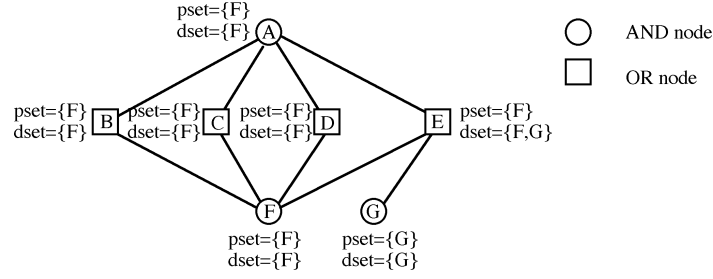 pset={F}
dset={F}
A
AND node
OR node
pset={F}
dset={F}
B
pset={F}
dset={F}
C
pset={F}
dset={F}
D
E
pset={F}
dset={F,G}
F
G
pset={F}
dset={F}
pset={G}
dset={G}